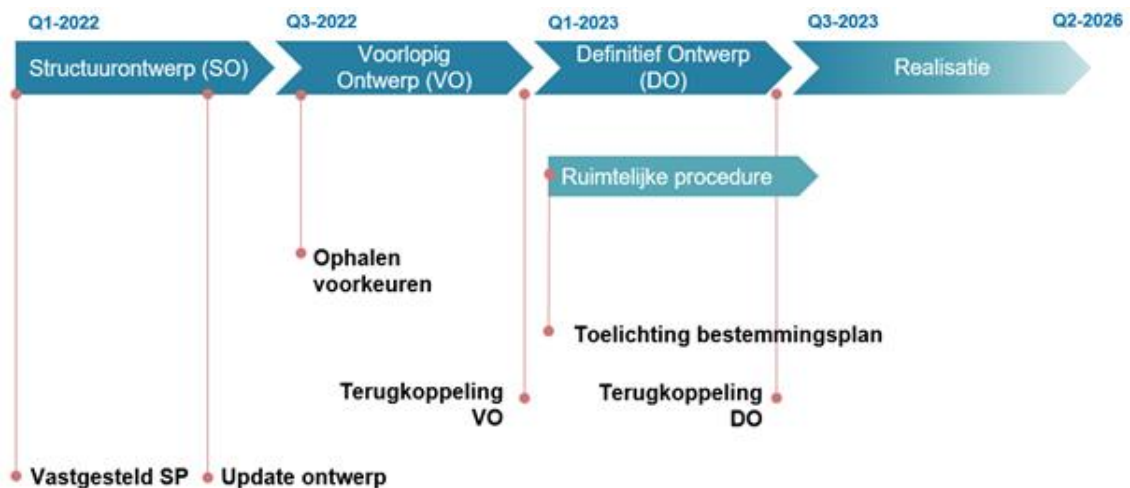 Q1-2022
Q3-2022
Q1-2023
Q3-2023
Q2-2026
Structuurontwerp (SO)
Voorlopig
Ontwerp (VO)
Definitief Ontwerp
(DO)
Realisatie
Ruimtelijke procedure
Ophalen
voorkeuren
Toelichting bestemmingsplan
Terugkoppeling
VO
Terugkoppeling
DO
Vastgesteld SP
Update ontwerp